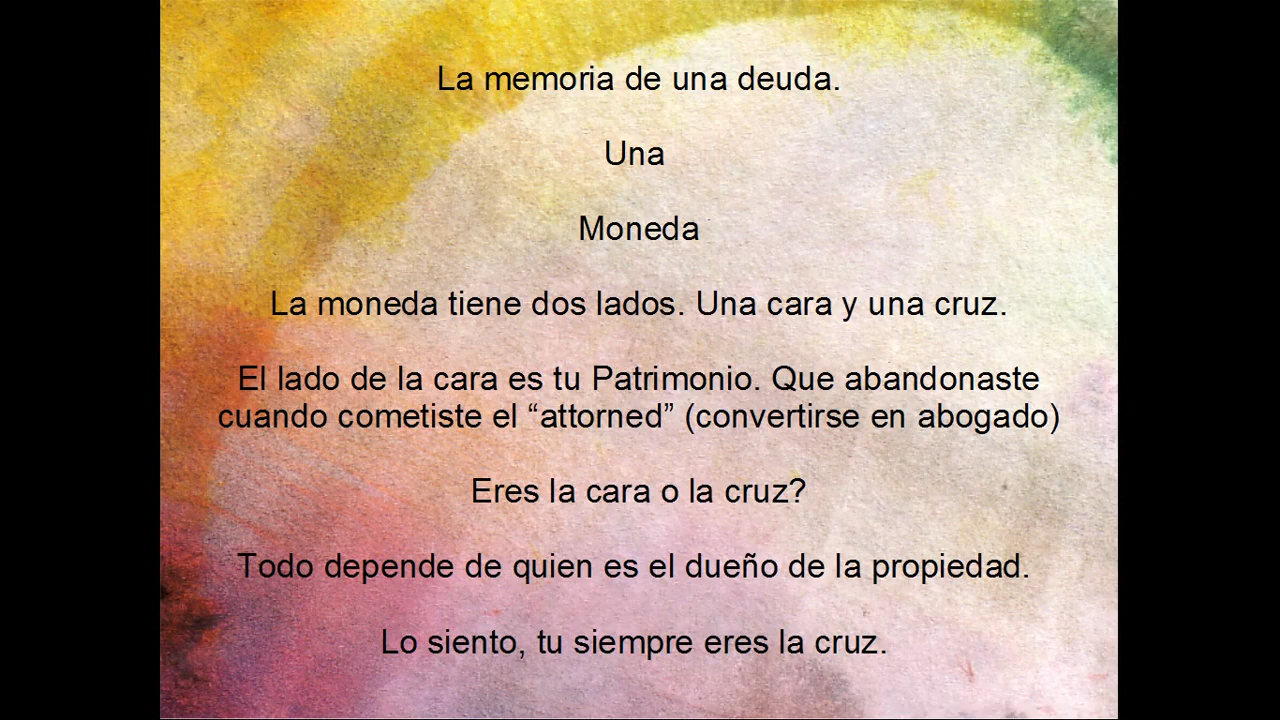 La memoria de una deuda.
Una
Moneda
La moneda tiene dos lados. Una cara y una cruz.
El lado de la cara es tu Patrimonio. Que abandonaste
cuando cometiste el “attorned” (convertirse en abogado)
Eres la cara o la cruz?
Todo depende de quien es el dueño de la propiedad.
Lo siento, tu siempre eres la cruz.